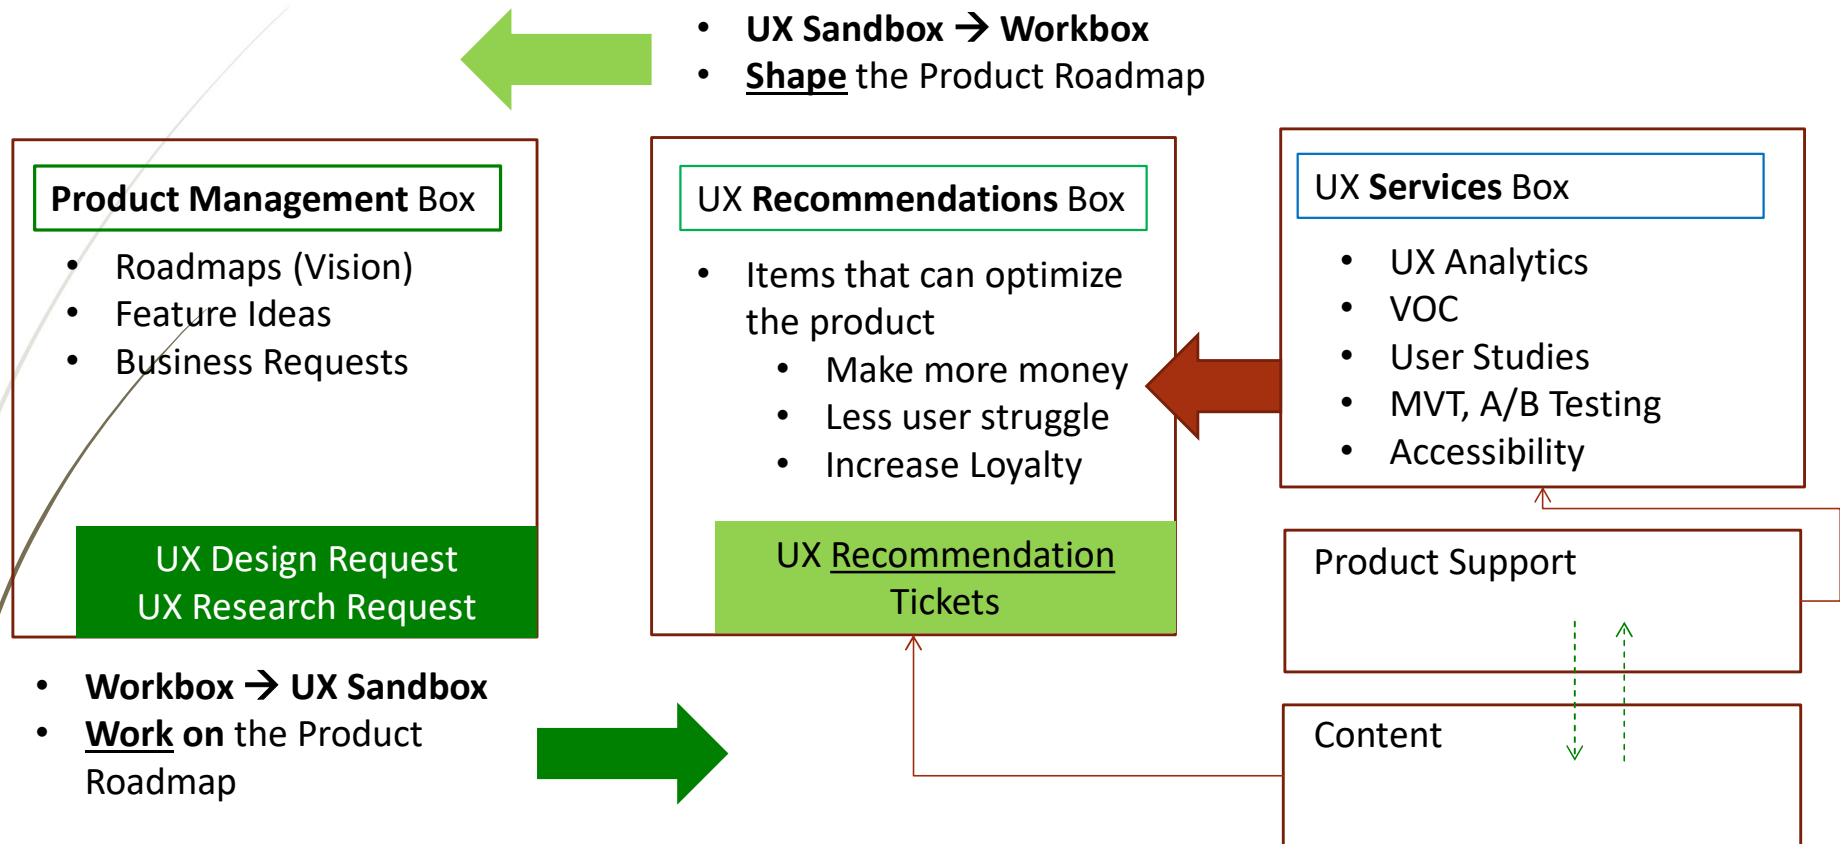 • UX Sandbox → Workbox
• Shape the Product Roadmap
Product Management Box
• Roadmaps (Vision)
• Feature Ideas
• Business Requests
UX Design Request
UX Research Request
• Workbox → UX Sandbox
• Work on the Product
Roadmap
UX Recommendations Box
• Items that can optimize
the product
• Make more money
• Less user struggle
• Increase Loyalty
UX Recommendation
Tickets
UX Services Box
• UX Analytics
• VOC
• User Studies
• MVT, A/B Testing
• Accessibility
Product Support
Content